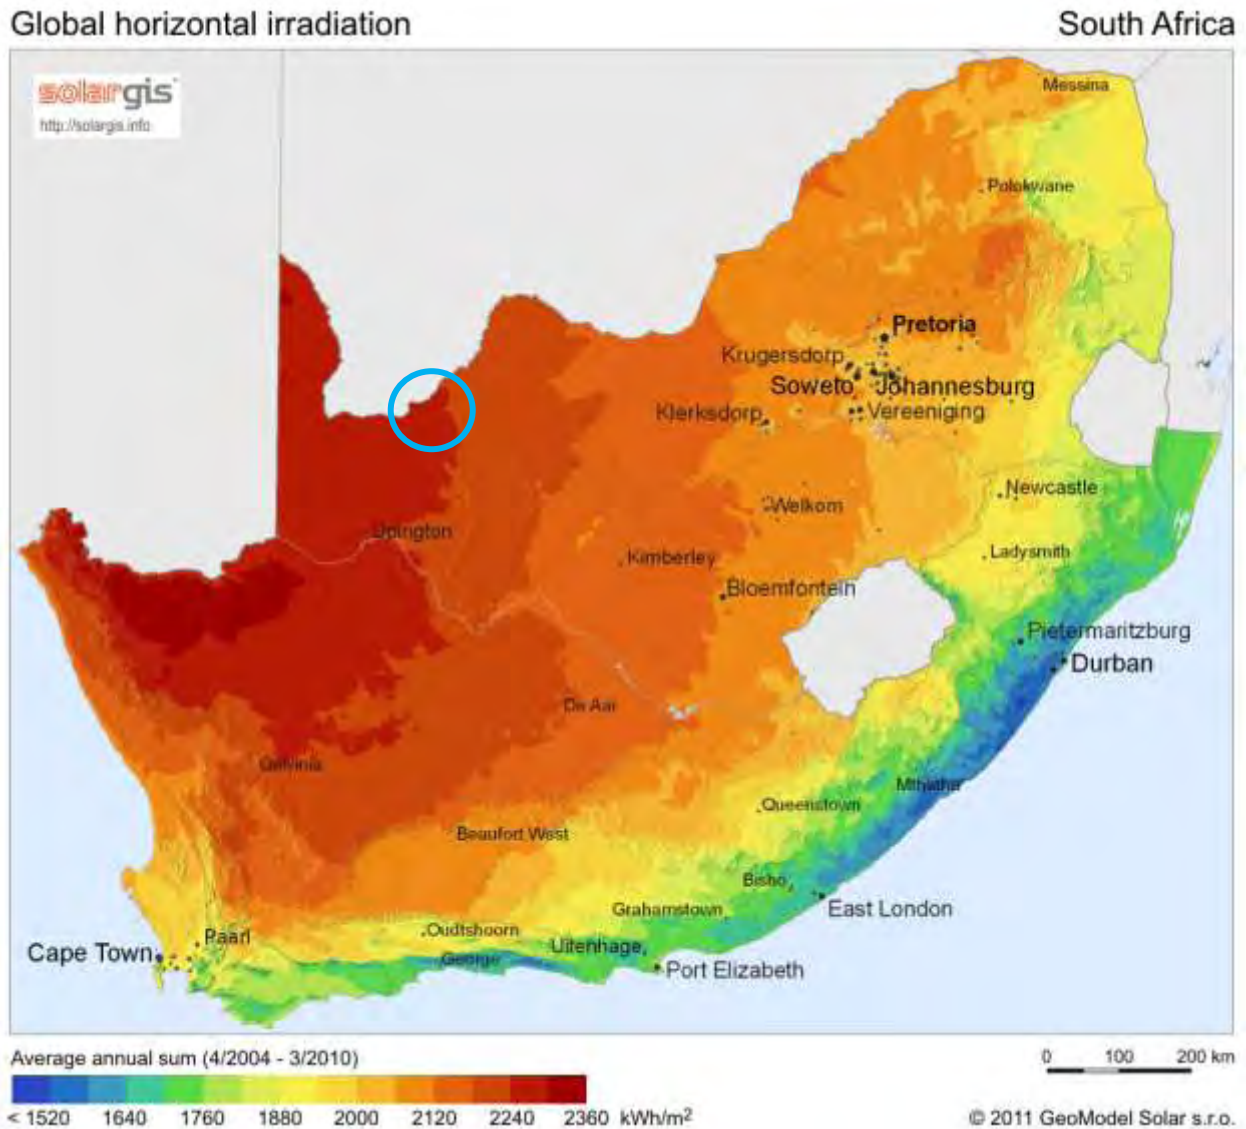 Global horizontal irradiation
South Africa
solargis
http://solargis.info
Messina
Polokwane
Pretoria
Krugersdorp
Soweto
Johannesburg
Klerksdorp
Vereeniging
Newcastle
Welkom
Upington
Ladysmith
Kimberley
Bloemfontein
Pietermaritzburg
Durban
De Aar
Calvinia
Mthatha
Queenstown
Beaufort West
Bisho
Grahamstown
East London
Oudtshoorn
Paarl
Cape Town
Uitenhage
George
Port Elizabeth
Average annual sum (4/2004 - 3/2010)
0 100 200 km
< 1520 1640 1760 1880 2000 2120 2240 2360 kWh/m²
© 2011 GeoModel Solar s.r.o.